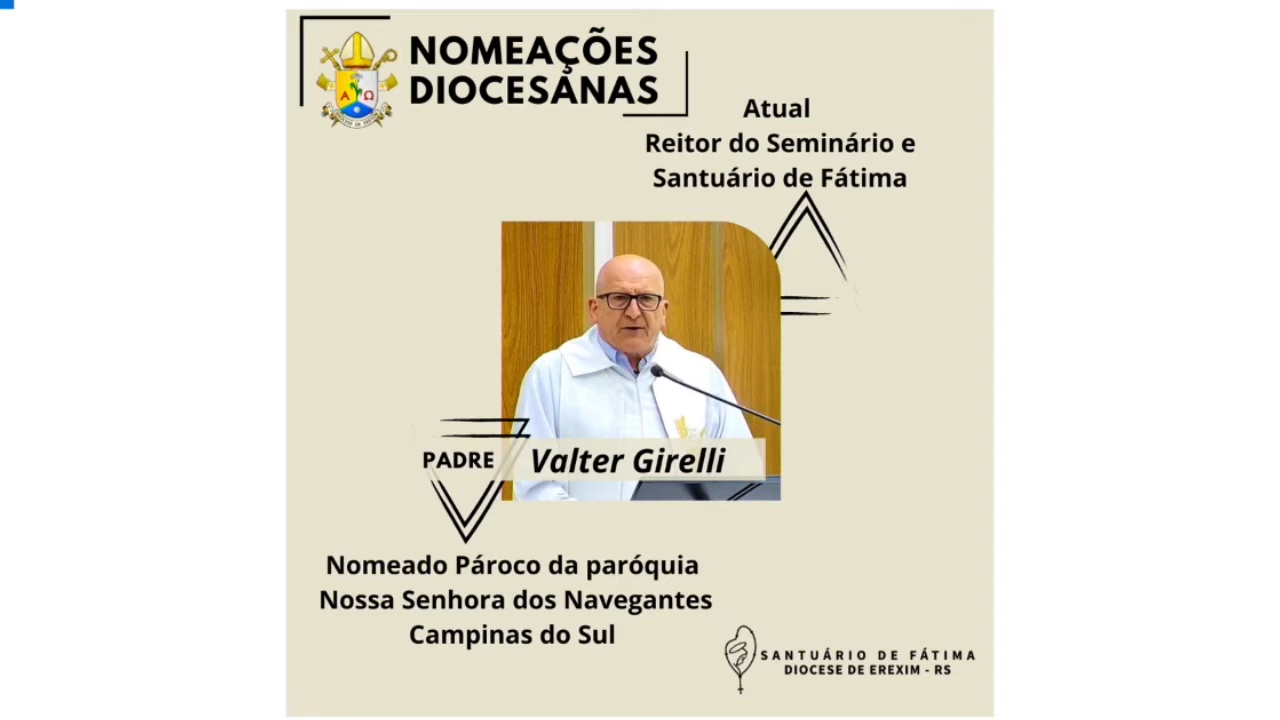 NOMEAÇÕES
DIOCESANAS
Atual
Reitor do Seminário e
Santuário de Fátima
A Ω
PADRE
Valter Girelli
Nomeado Pároco da paróquia
Nossa Senhora dos Navegantes
Campinas do Sul
SANTUÁRIO DE FÁTIMA
DIOCESE DE EREXIM - RS